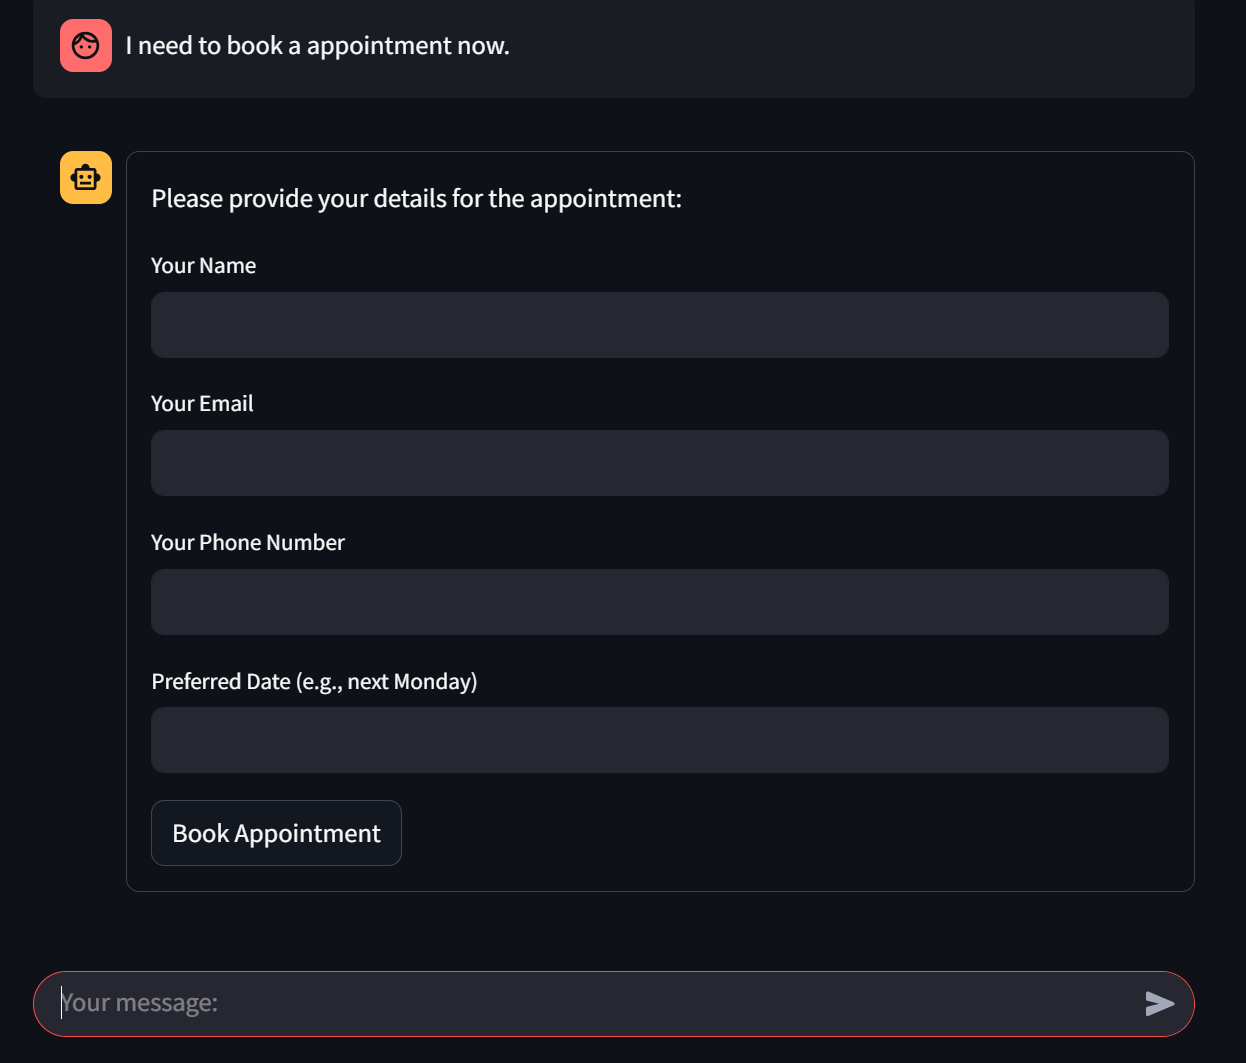 I need to book a appointment now.
Please provide your details for the appointment:
Your Name
Your Email
Your Phone Number
Preferred Date (e.g., next Monday)
Book Appointment
Your message: